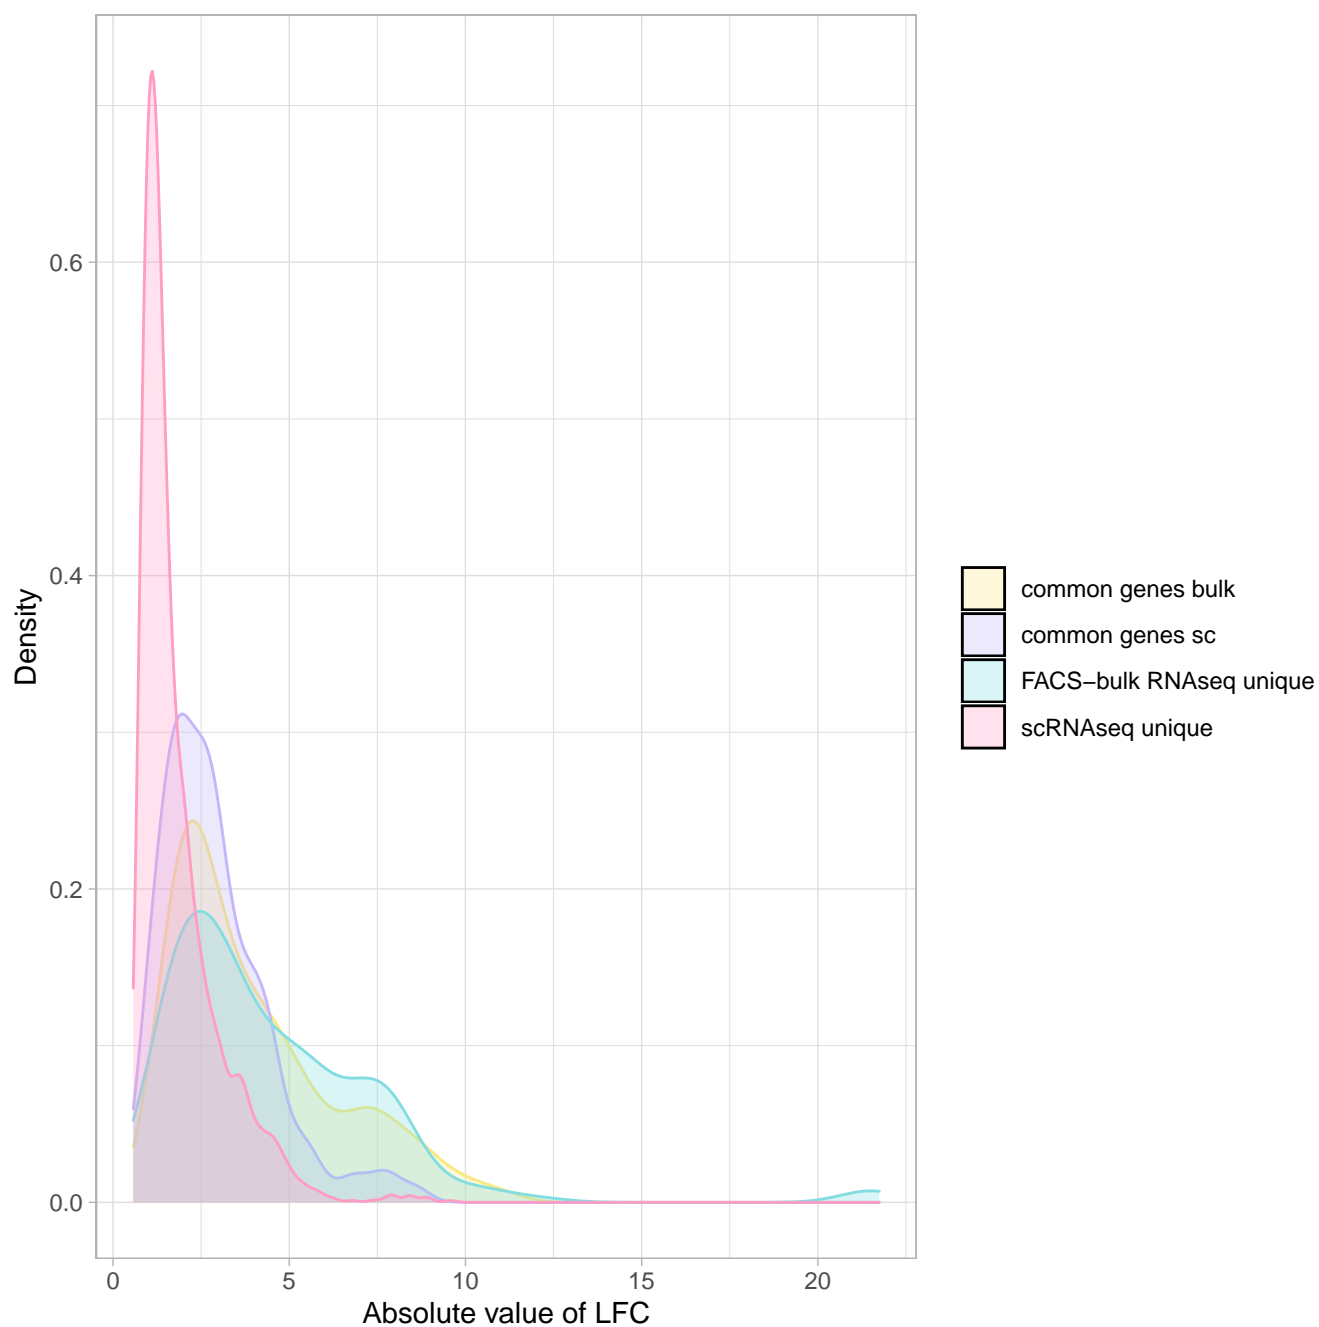 Density
0.6
0.4
0.2
0.0
0 5 10 15 20
Absolute value of LFC
common genes bulk
common genes sc
FACS−bulk RNAseq unique
scRNAseq unique